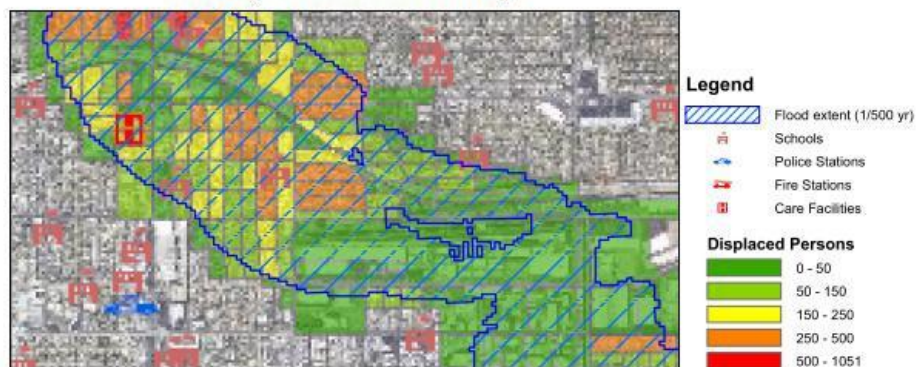 Legend
Flood extent (1/500 yr)
Schools
Police Stations
Fire Stations
Care Facilities
Displaced Persons
0 - 50
50 - 150
150 - 250
250 - 500
500 - 1051